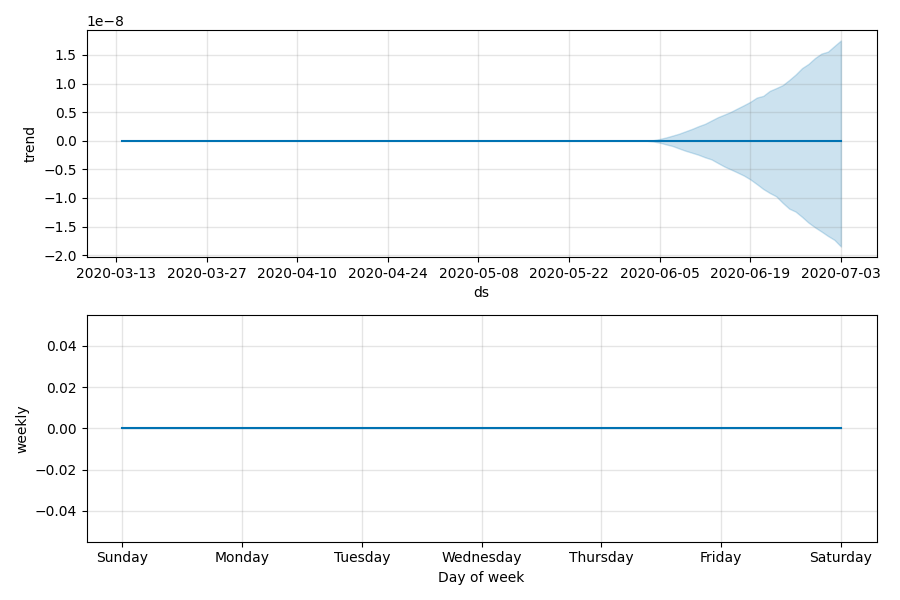 1e−8
1.5
1.0
0.5
0.0
−0.5
−1.0
−1.5
−2.0
trend
2020-03-13 2020-03-27 2020-04-10 2020-04-24 2020-05-08 2020-05-22 2020-06-05 2020-06-19 2020-07-03
ds
0.04
0.02
0.00
−0.02
−0.04
weekly
Sunday Monday Tuesday Wednesday Thursday Friday Saturday
Day of week